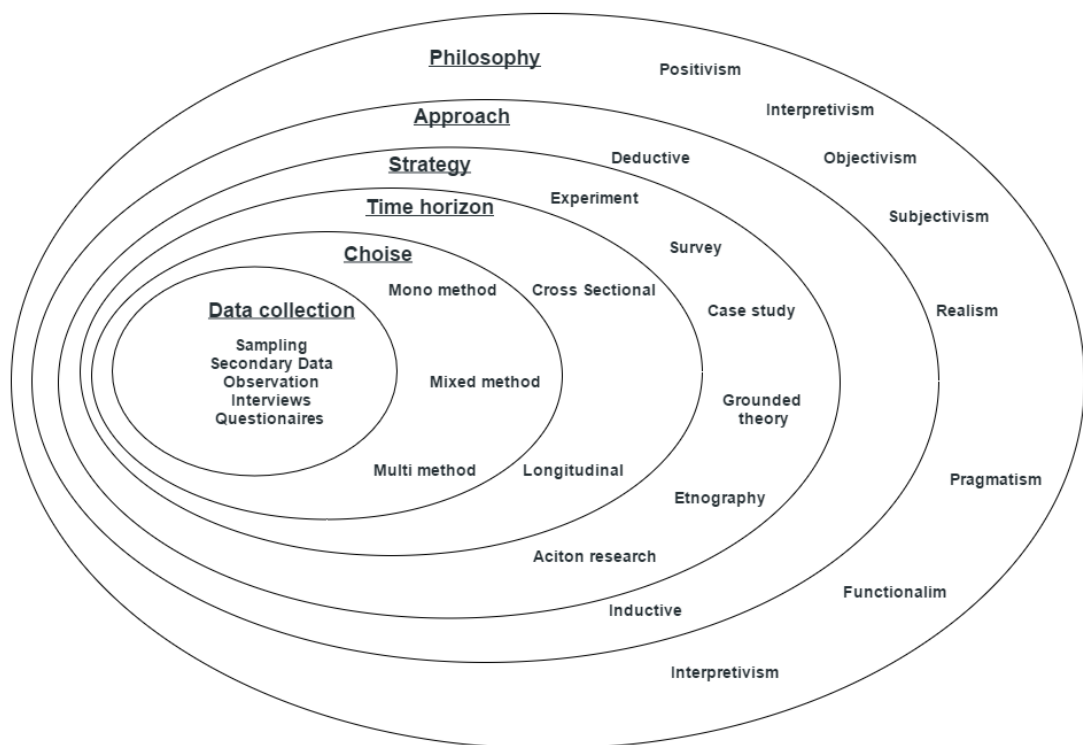 Philosophy
Positivism
Interpretivism
Approach
Deductive
Objectivism
Strategy
Experiment
Subjectivism
Time horizon
Survey
Choise
Mono method
Cross Sectional
Case study
Realism
Data collection
Sampling
Secondary Data
Observation
Interviews
Questionaires
Mixed method
Grounded
theory
Multi method
Longitudinal
Pragmatism
Etnography
Aciton research
Functionalim
Inductive
Interpretivism